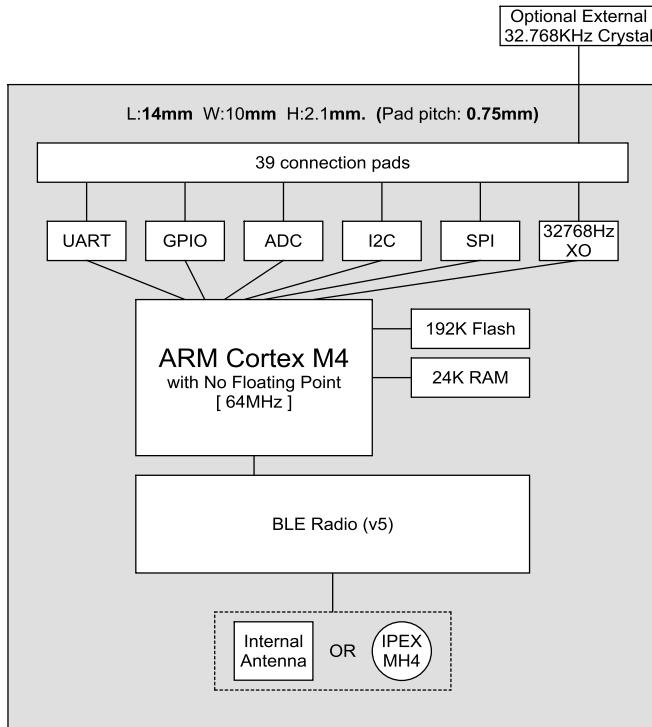 Optional External
32.768KHz Crystal
L:14mm W:10mm H:2.1mm. (Pad pitch: 0.75mm)
39 connection pads
UART
GPIO
ADC
I2C
SPI
32768Hz
XO
ARM Cortex M4
with No Floating Point
[ 64MHz ]
192K Flash
24K RAM
BLE Radio (v5)
Internal
Antenna
OR
IPEX
MH4